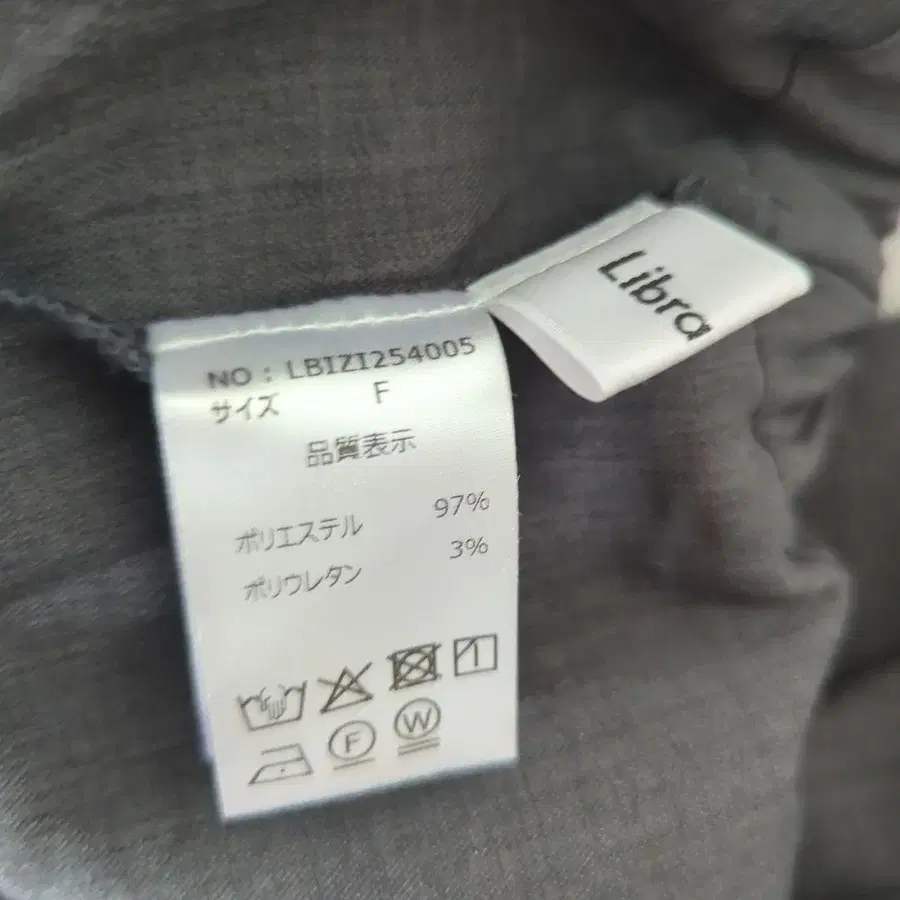 Libra
NO : LBIZI254005
サイズ F
品質表示
ポリエステル 97%
ポリウレタン 3%
F
W